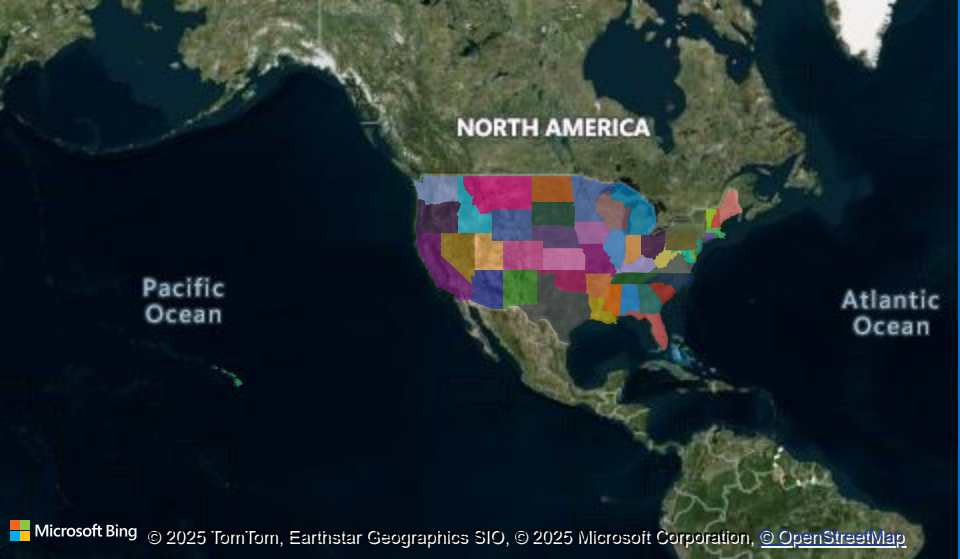 NORTH AMERICA
Pacific
Ocean
Atlantic
Ocean
Microsoft Bing
© 2025 TomTom, Earthstar Geographics SIO, © 2025 Microsoft Corporation, © OpenStreetMap